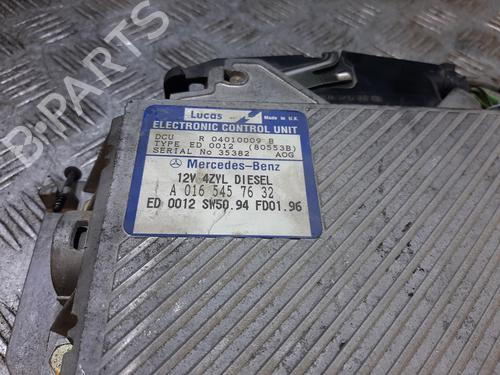 Lucas
Made in U.K.
ELECTRONIC CONTROL UNIT
DCU R 04010009 B
TYPE ED 0012 (80553B)
SERIAL No 35382 AOG
Mercedes-Benz
12V 4ZYL DIESEL
A 016 545 76 32
ED 0012 SW50.94 FD01.96
B-PARTS